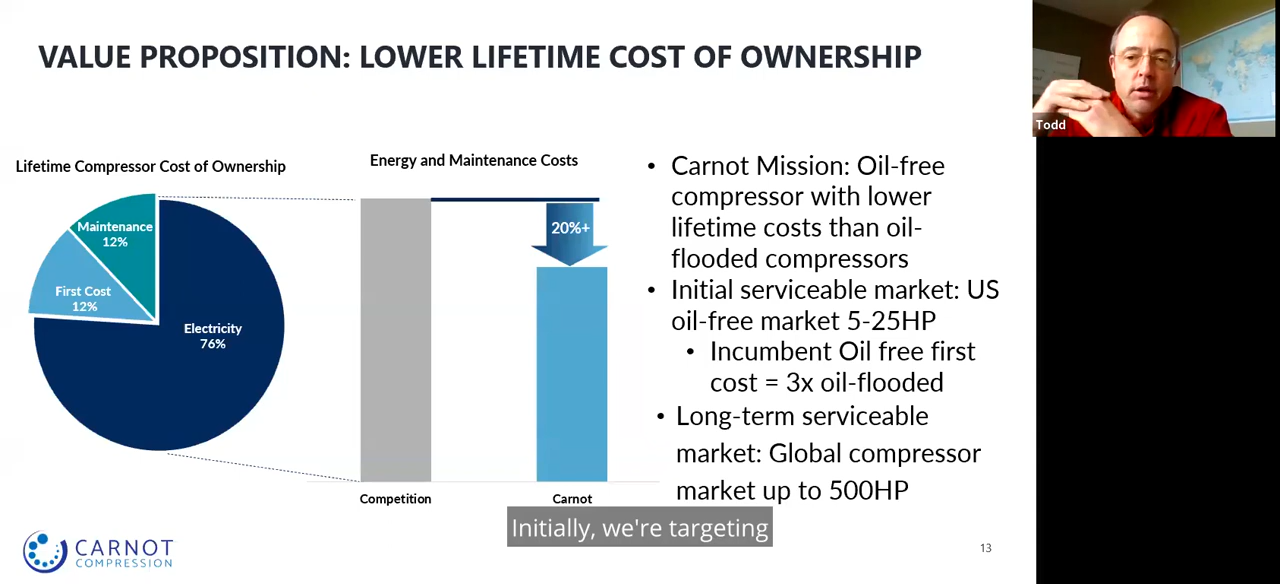 VALUE PROPOSITION: LOWER LIFETIME COST OF OWNERSHIP
Todd
Lifetime Compressor Cost of Ownership
Maintenance
12%
First Cost
12%
Electricity
76%
Energy and Maintenance Costs
20%+
Competition
Carnot
• Carnot Mission: Oil-free
compressor with lower
lifetime costs than oil-
flooded compressors
• Initial serviceable market: US
oil-free market 5-25HP
• Incumbent Oil free first
cost = 3x oil-flooded
• Long-term serviceable
market: Global compressor
market up to 500HP
Initially, we're targeting
CARNOT
COMPRESSION
13